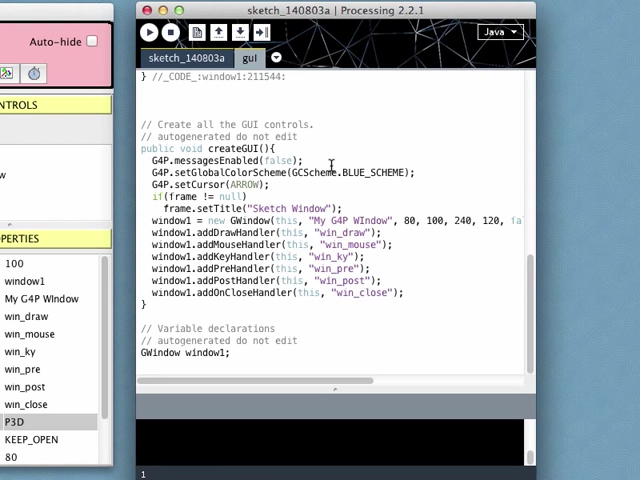 sketch_140803a | Processing 2.2.1
Auto-hide
Java
sketch_140803a
gui
} //_CODE_:window1:211544:
NTROLS
// Create all the GUI controls.
// autogenerated do not edit
public void createGUI(){
G4P.messagesEnabled(false);
G4P.setGlobalColorScheme(GCScheme.BLUE_SCHEME);
G4P.setCursor(ARROW);
if(frame != null)
frame.setTitle("Sketch Window");
window1 = new GWindow(this, "My G4P WIndow", 80, 100, 240, 120, fal
window1.addDrawHandler(this, "win_draw");
window1.addMouseHandler(this, "win_mouse");
window1.addKeyHandler(this, "win_ky");
window1.addPreHandler(this, "win_pre");
window1.addPostHandler(this, "win_post");
window1.addOnCloseHandler(this, "win_close");
}
// Variable declarations
// autogenerated do not edit
GWindow window1;
w
OPERTIES
100
window1
My G4P WIndow
win_draw
win_mouse
win_ky
win_pre
win_post
win_close
P3D
KEEP_OPEN
80
1